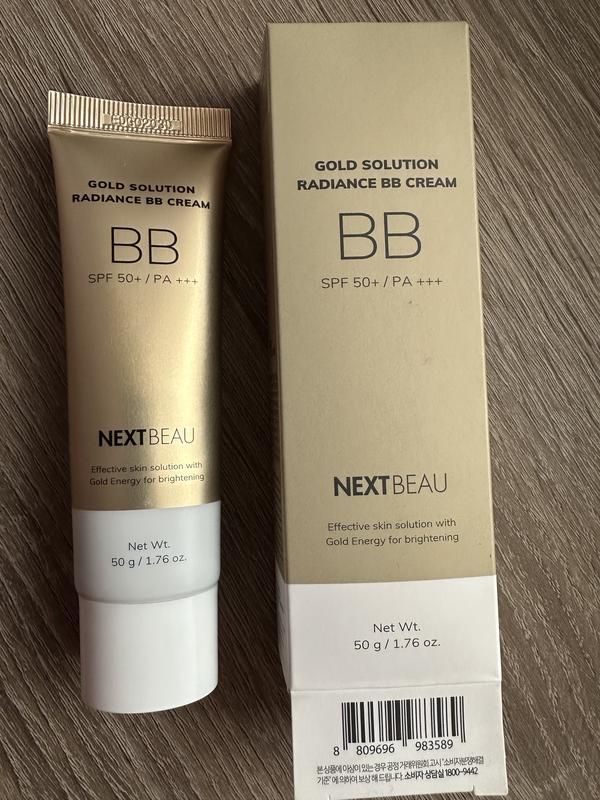 GOLD SOLUTION
RADIANCE BB CREAM
BB
SPF 50+ / PA +++
NEXTBEAU
Effective skin solution with
Gold Energy for brightening
Net Wt.
50 g / 1.76 oz.
GOLD SOLUTION
RADIANCE BB CREAM
BB
SPF 50+ / PA +++
NEXTBEAU
Effective skin solution with
Gold Energy for brightening
Net Wt.
50 g / 1.76 oz.
8 809696 983589
본 상품에 이상이 있는 경우 공정 거래위원회 고시 "소비자분쟁해결
기준" 에 의하여 보상 해 드립니다. 소비자 상담실 1800-9442